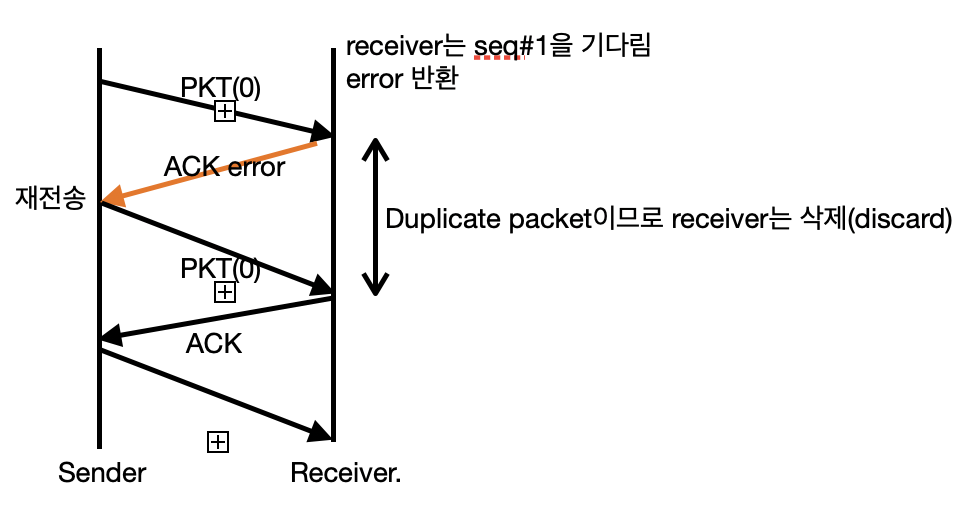 receiver는 seq#1을 기다림
error 반환
PKT(0)
ACK error
재전송
Duplicate packet이므로 receiver는 삭제(discard)
PKT(0)
ACK
Sender
Receiver.